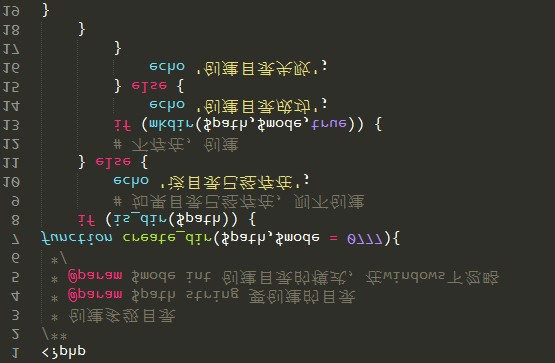 1 <?php
2 /**
3 * 创建多级目录
4 * @param $path string 要创建的目录
5 * @param $mode int 创建目录的模式，在windows下忽略
6 */
7 function create_dir($path,$mode = 0777){
8 if (is_dir($path)) {
9 # 如果目录已经存在，则不创建
10 echo '该目录已经存在';
11 } else {
12 # 不存在，创建
13 if (mkdir($path,$mode,true)) {
14 echo '创建目录成功';
15 } else {
16 echo '创建目录失败';
17 }
18 }
19 }